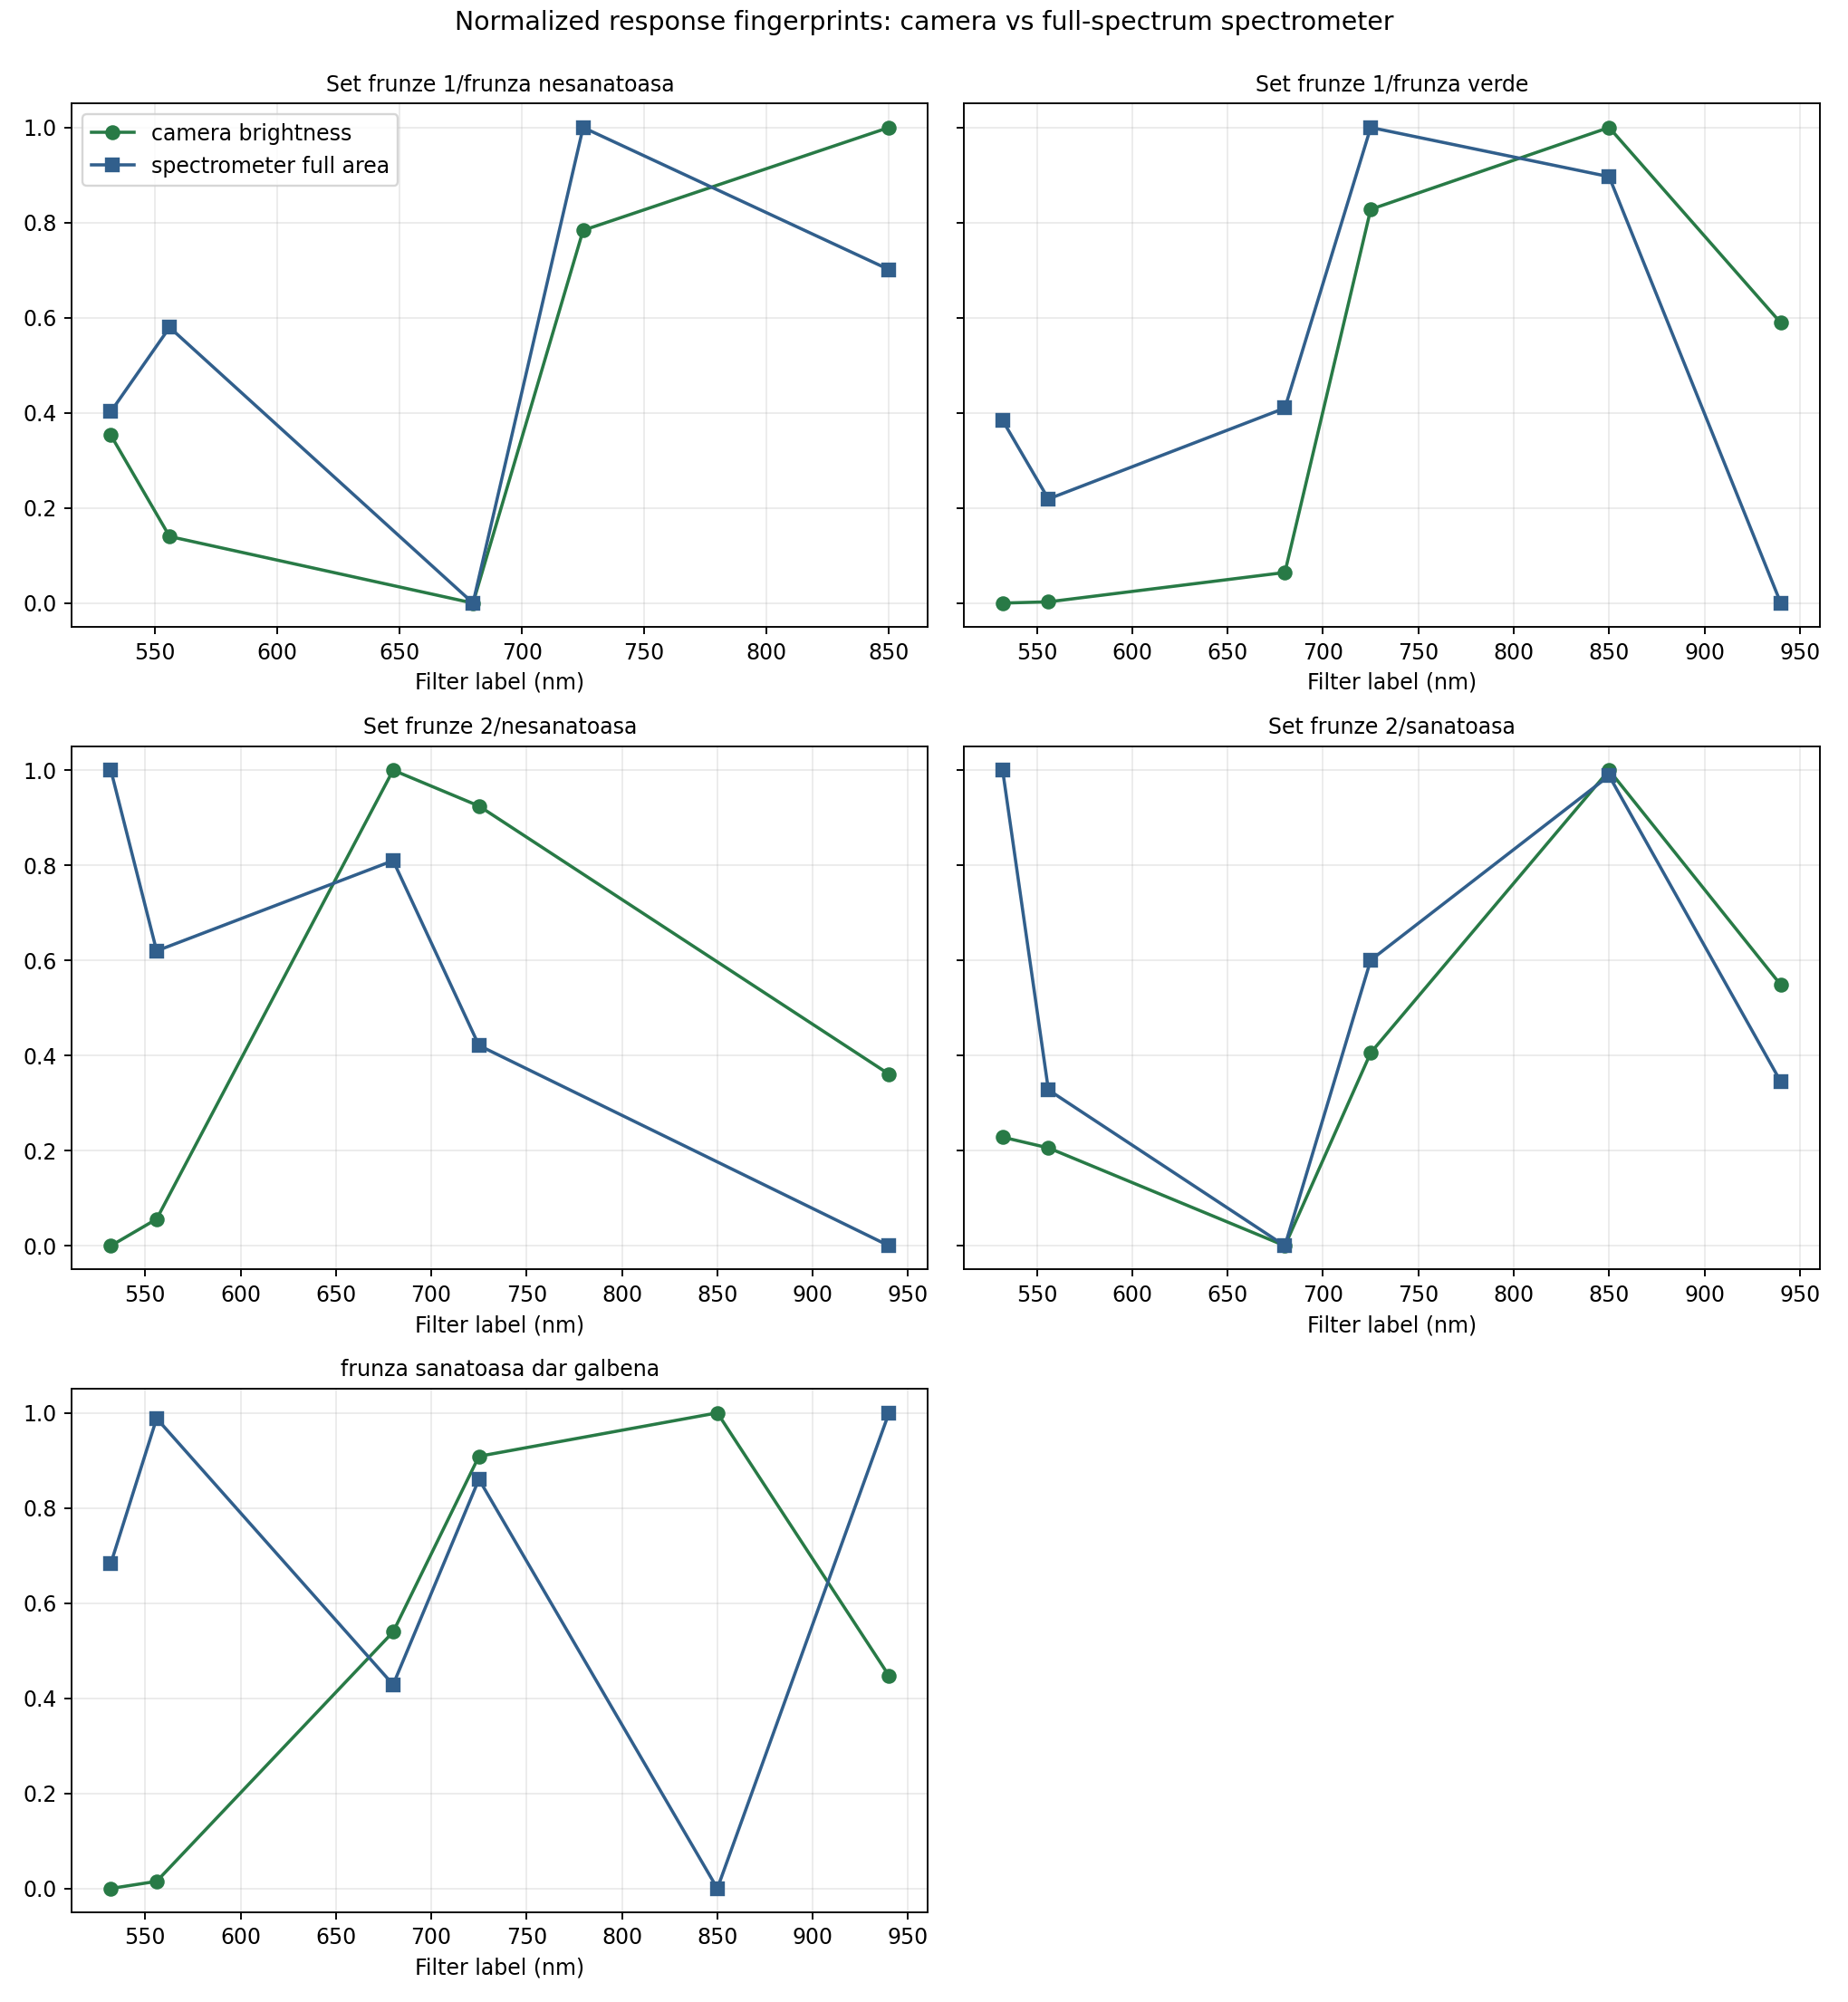 Normalized response fingerprints: camera vs full-spectrum spectrometer
Set frunze 1/frunza nesanatoasa
camera brightness
spectrometer full area
1.0
0.8
0.6
0.4
0.2
0.0
550 600 650 700 750 800 850
Filter label (nm)
Set frunze 1/frunza verde
550 600 650 700 750 800 850 900 950
Filter label (nm)
Set frunze 2/nesanatoasa
1.0
0.8
0.6
0.4
0.2
0.0
550 600 650 700 750 800 850 900 950
Filter label (nm)
Set frunze 2/sanatoasa
550 600 650 700 750 800 850 900 950
Filter label (nm)
frunza sanatoasa dar galbena
1.0
0.8
0.6
0.4
0.2
0.0
550 600 650 700 750 800 850 900 950
Filter label (nm)